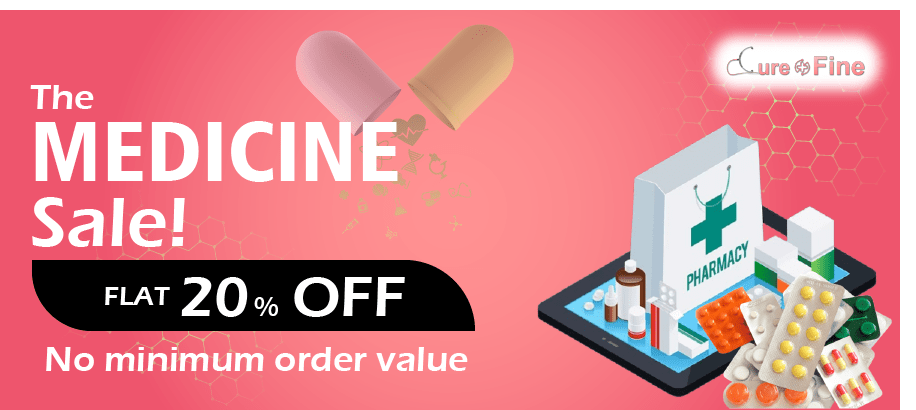 The
MEDICINE
Sale!
FLAT 20% OFF
No minimum order value
Cure Fine
PHARMACY